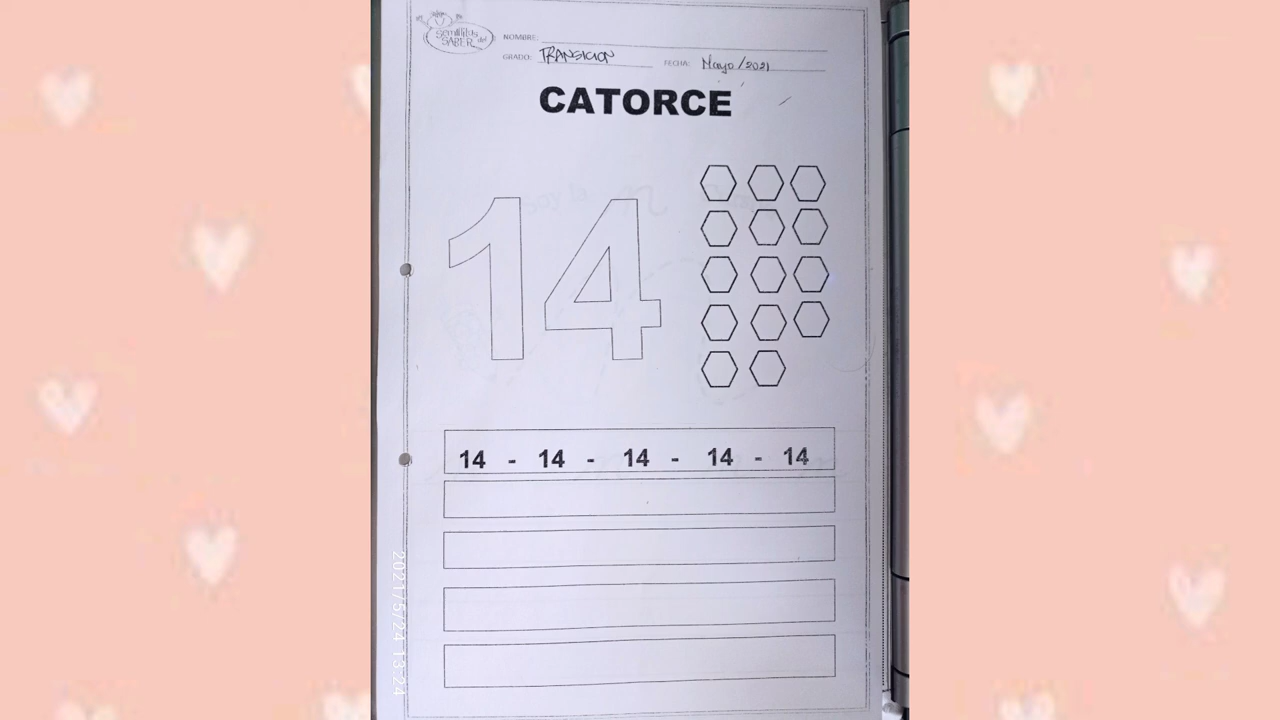 Semillitas del
SABER
NOMBRE:
GRADO: TRANSICION FECHA: Mayo/2021
CATORCE
14
14 - 14 - 14 - 14 - 14
2021/5/24 13:24